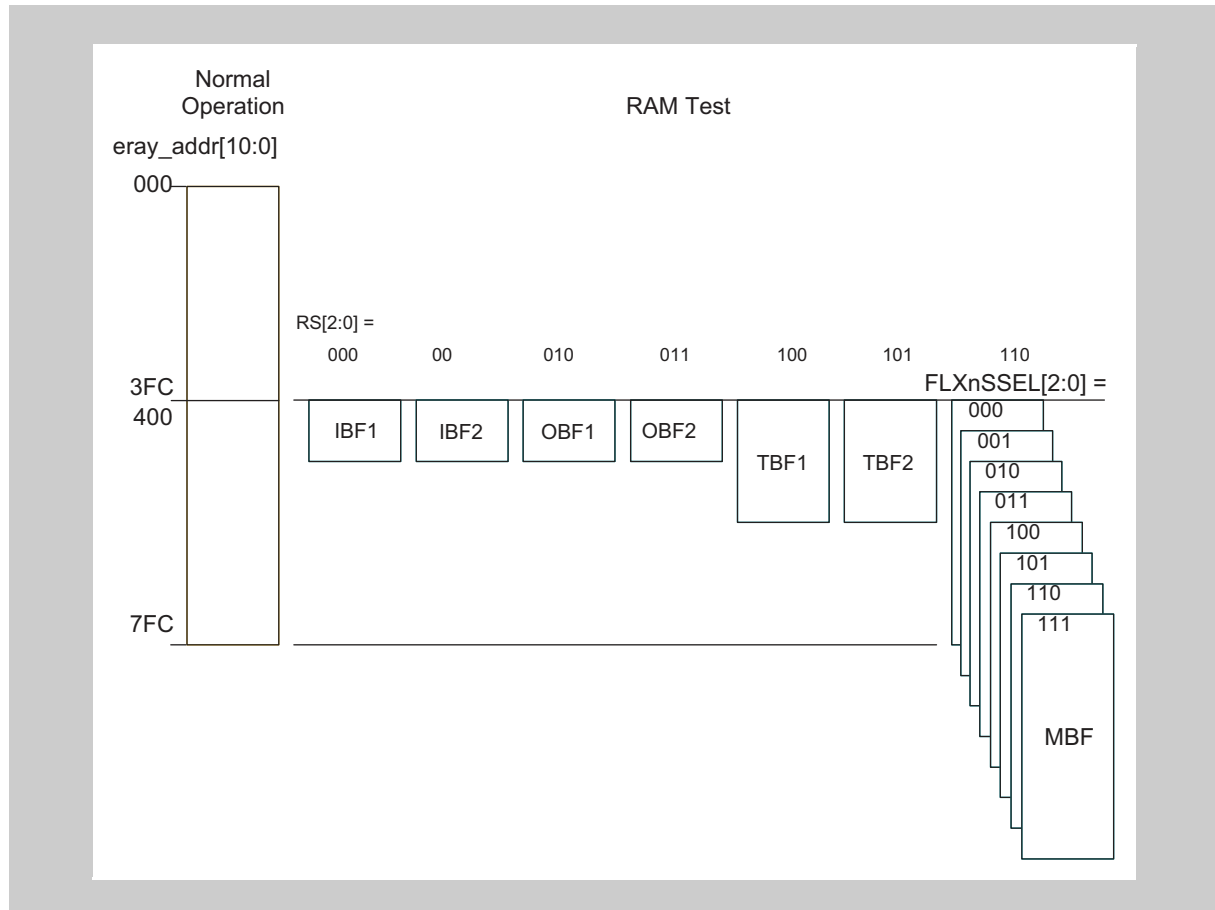 Normal
Operation
RAM Test
eray_addr[10:0]
000
RS[2:0] =
000 00 010 011 100 101 110
3FC
FLXnSSEL[2:0] =
400
000
IBF1 IBF2 OBF1 OBF2
001
TBF1 TBF2
010
011
100
101
110
7FC
111
MBF